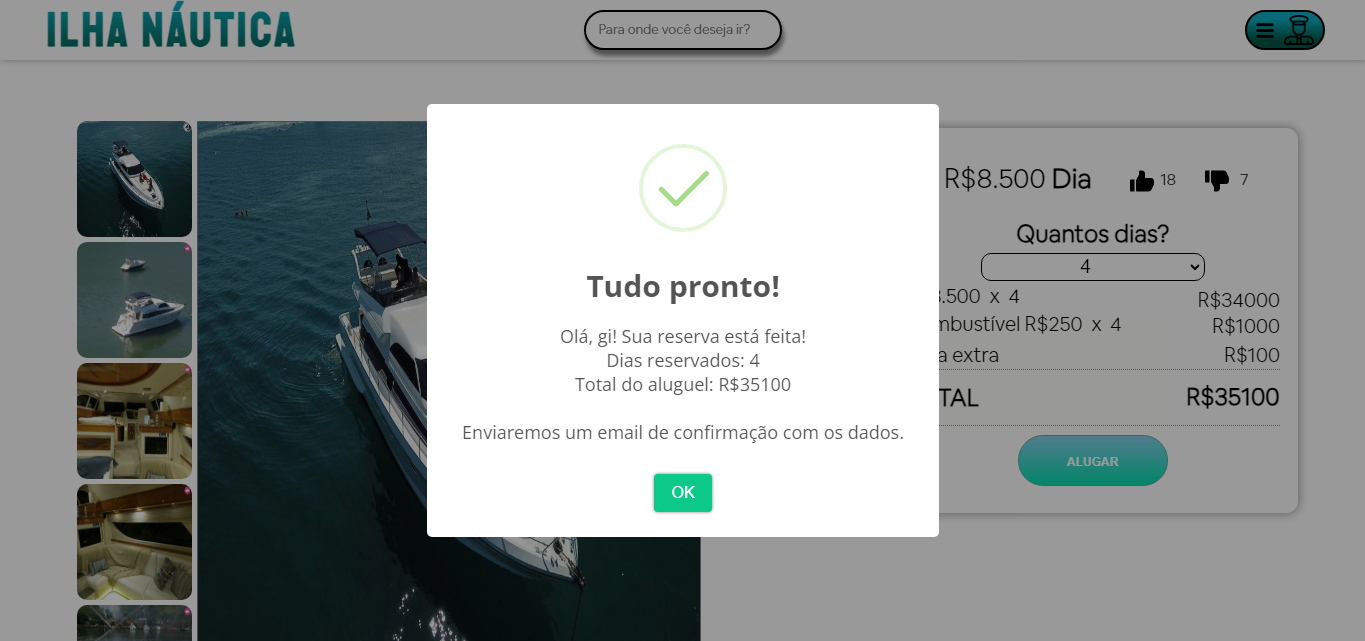 ILHA NÁUTICA
Para onde você deseja ir?
R$8.500 Dia
18
7
Quantos dias?
4
.500 x 4
R$34000
mbustível R$250 x 4
R$1000
a extra
R$100
TAL
R$35100
ALUGAR
Tudo pronto!
Olá, gi! Sua reserva está feita!
Dias reservados: 4
Total do aluguel: R$35100
Enviaremos um email de confirmação com os dados.
OK